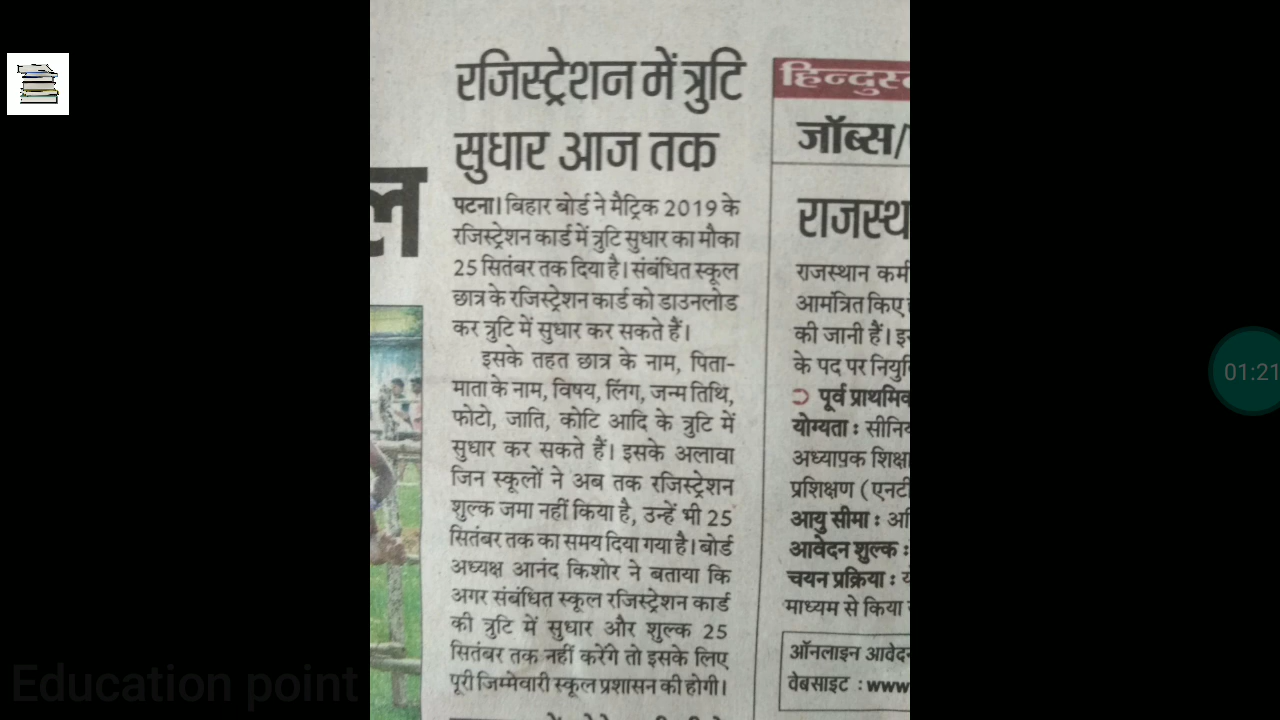 रजिस्ट्रेशन में त्रुटि
सुधार आज तक
पटना। बिहार बोर्ड ने मैट्रिक 2019 के
रजिस्ट्रेशन कार्ड में त्रुटि सुधार का मौका
25 सितंबर तक दिया है। संबंधित स्कूल
छात्र के रजिस्ट्रेशन कार्ड को डाउनलोड
कर त्रुटि में सुधार कर सकते हैं।
इसके तहत छात्र के नाम, पिता-
माता के नाम, विषय, लिंग, जन्म तिथि,
फोटो, जाति, कोटि आदि के त्रुटि में
सुधार कर सकते हैं। इसके अलावा
जिन स्कूलों ने अब तक रजिस्ट्रेशन
शुल्क जमा नहीं किया है, उन्हें भी 25
सितंबर तक का समय दिया गया है। बोर्ड
अध्यक्ष आनंद किशोर ने बताया कि
अगर संबंधित स्कूल रजिस्ट्रेशन कार्ड
की त्रुटि में सुधार और शुल्क 25
सितंबर तक नहीं करेंगे तो इसके लिए
पूरी जिम्मेवारी स्कूल प्रशासन की होगी।
जॉब्स/
राजस्थ
राजस्थान कर्म
आमंत्रित किए
की जानी हैं।
के पद पर
पूर्व
योग्यता :
अध्यापक शिक्षा
प्रशिक्षण
आयु सीमा :
आवेदन शुल्क :
चयन प्रक्रिया :
माध्यम से किया
ऑनलाइन
वेबसाइट : www
Education point
01:21